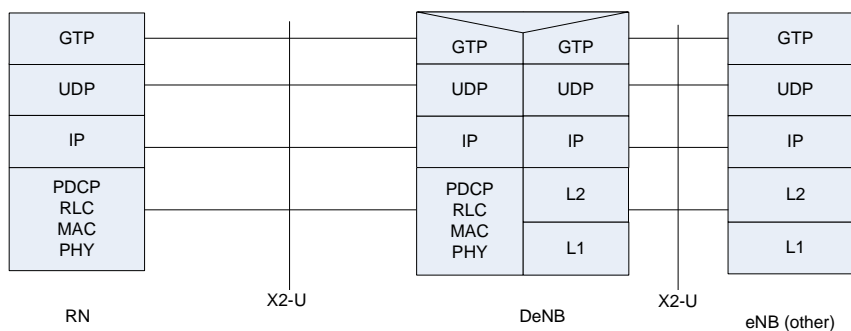 GTP
UDP
IP
PDCP
RLC
MAC
PHY
RN
X2-U
GTP
UDP
IP
PDCP
RLC
MAC
PHY
GTP
UDP
IP
L2
L1
DeNB
X2-U
GTP
UDP
IP
L2
L1
eNB (other)